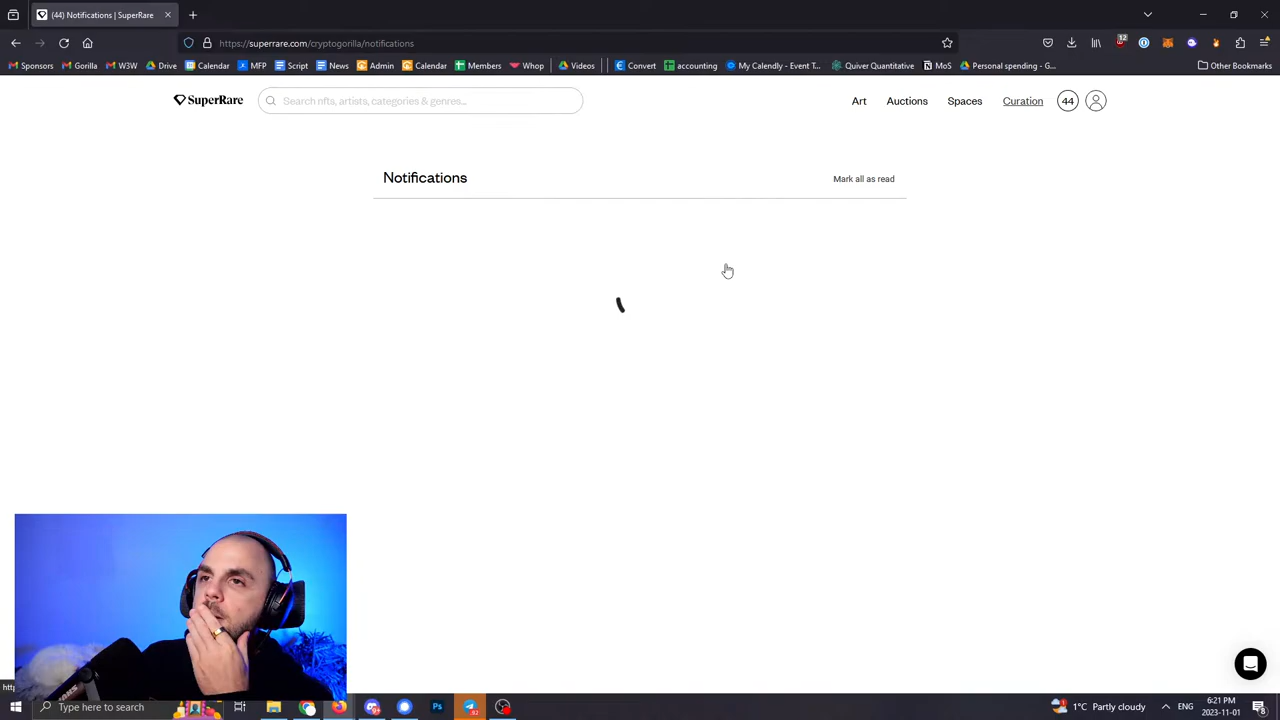 (44) Notifications | SuperRare
https://superrare.com/cryptogorilla/notifications
12
Sponsors Gorilla W3W Drive Calendar MFP Script News Admin Calendar Members Whop Videos Convert accounting My Calendly - Event T... Quiver Quantitative MoS Personal spending - G... Other Bookmarks
SuperRare Search nfts, artists, categories & genres... Art Auctions Spaces Curation 44
Notifications Mark all as read
Type here to search
Ps
1°C Partly cloudy ENG 6:21 PM
2023-11-01